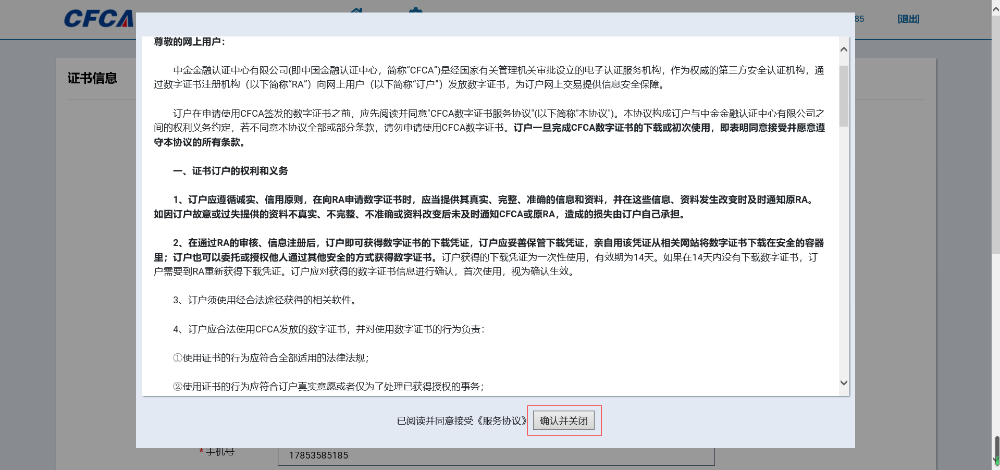 CFCA
85
[退出]
证书信息
尊敬的网上用户：
中金金融认证中心有限公司(即中国金融认证中心，简称“CFCA”)是经国家有关管理机关审批设立的电子认证服务机构，作为权威的第三方安全认证机构，通
过数字证书注册机构（以下简称“RA”）向网上用户（以下简称“订户”）发放数字证书，为订户网上交易提供信息安全保障。
订户在申请使用CFCA签发的数字证书之前，应先阅读并同意"CFCA数字证书服务协议"(以下简称"本协议")。本协议构成订户与中金金融认证中心有限公司之
间的权利义务约定，若不同意本协议全部或部分条款，请勿申请使用CFCA数字证书。订户一旦完成CFCA数字证书的下载或初次使用，即表明同意接受并愿意遵
守本协议的所有条款。
一、证书订户的权利和义务
1、订户应遵循诚实、信用原则，在向RA申请数字证书时，应当提供其真实、完整、准确的信息和资料，并在这些信息、资料发生改变时及时通知原RA。
如因订户故意或过失提供的资料不真实、不完整、不准确或资料改变后未及时通知CFCA或原RA，造成的损失由订户自己承担。
2、在通过RA的审核、信息注册后，订户即可获得数字证书的下载凭证，订户应妥善保管下载凭证，亲自用该凭证从相关网站将数字证书下载在安全的容器
里；订户也可以委托或授权他人通过其他安全的方式获得数字证书。订户获得的下载凭证为一次性使用，有效期为14天。如果在14天内没有下载数字证书，订
户需要到RA重新获得下载凭证。订户应对获得的数字证书信息进行确认，首次使用，视为确认生效。
3、订户须使用经合法途径获得的相关软件。
4、订户应合法使用CFCA发放的数字证书，并对使用数字证书的行为负责：
①使用证书的行为应符合全部适用的法律法规；
②使用证书的行为应符合订户真实意愿或者仅为了处理已获得授权的事务；
已阅读并同意接受《服务协议》 确认并关闭
* 手机号
17853585185